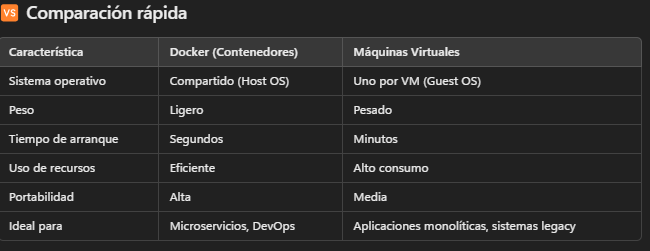 VS Comparación rápida
Característica Docker (Contenedores) Máquinas Virtuales
Sistema operativo Compartido (Host OS) Uno por VM (Guest OS)
Peso Ligero Pesado
Tiempo de arranque Segundos Minutos
Uso de recursos Eficiente Alto consumo
Portabilidad Alta Media
Ideal para Microservicios, DevOps Aplicaciones monolíticas, sistemas legacy